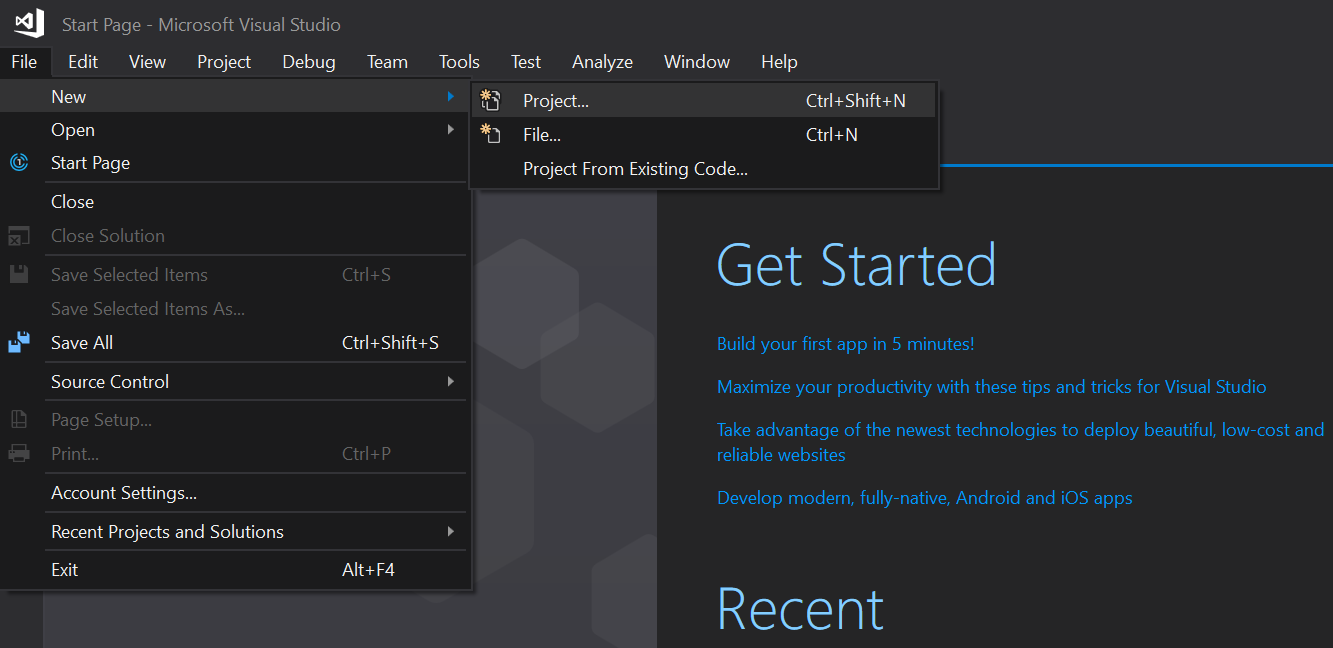 Start Page - Microsoft Visual Studio
File Edit View Project Debug Team Tools Test Analyze Window Help
New
Open
Start Page
Close
Close Solution
Save Selected Items Ctrl+S
Save Selected Items As...
Save All Ctrl+Shift+S
Source Control
Page Setup...
Print... Ctrl+P
Account Settings...
Recent Projects and Solutions
Exit Alt+F4
Project... Ctrl+Shift+N
File... Ctrl+N
Project From Existing Code...
Get Started
Build your first app in 5 minutes!
Maximize your productivity with these tips and tricks for Visual Studio
Take advantage of the newest technologies to deploy beautiful, low-cost and
reliable websites
Develop modern, fully-native, Android and iOS apps
Recent